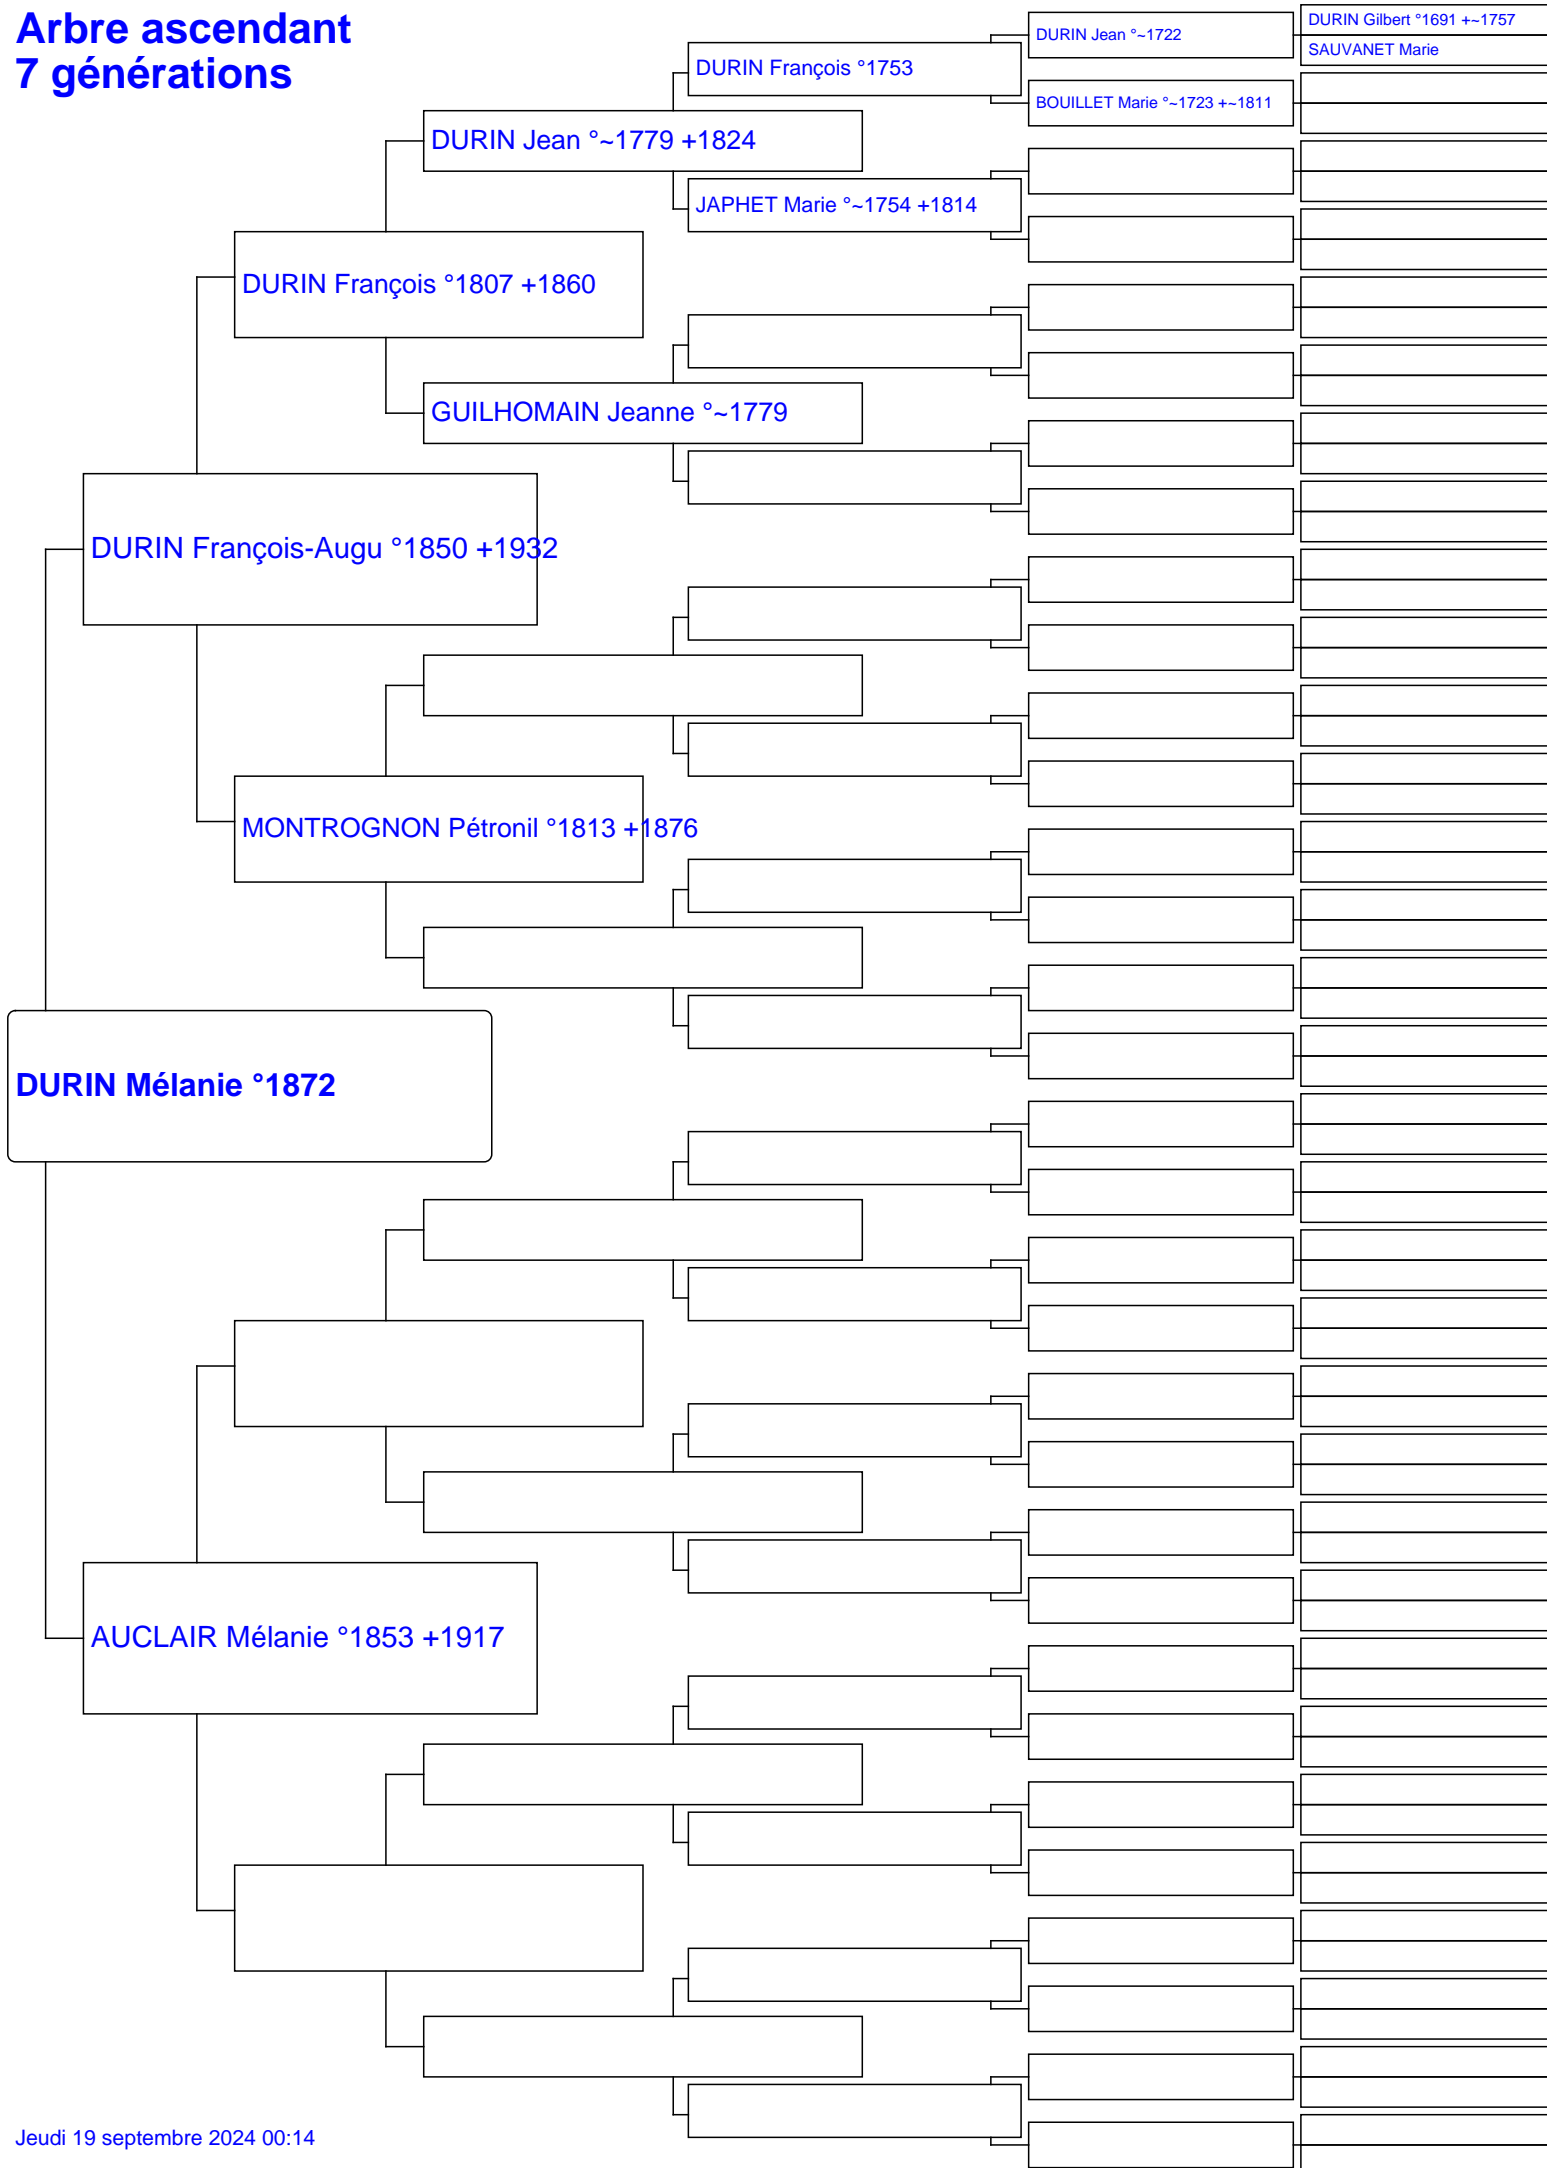 Arbre ascendant
7 générations
DURIN Gilbert °1691 +~1757
DURIN Jean °~1722
SAUVANET Marie
DURIN François °1753
BOUILLET Marie °~1723 +~1811
DURIN Jean °~1779 +1824
JAPHET Marie °~1754 +1814
DURIN François °1807 +1860
GUILHOMAIN Jeanne °~1779
DURIN François-Augu °1850 +1932
MONTROGNON Pétronil °1813 +1876
DURIN Mélanie °1872
AUCLAIR Mélanie °1853 +1917
Jeudi 19 septembre 2024 00:14